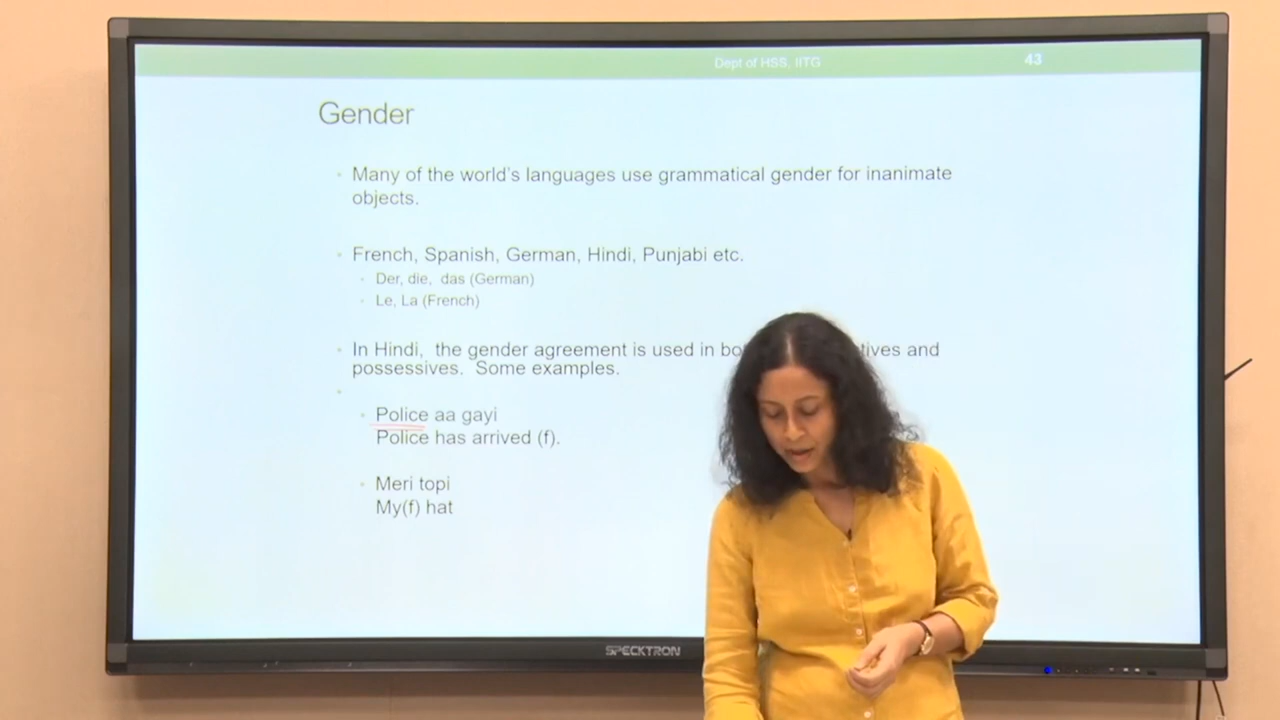 Dept of HSS, IITG
43
Gender
Many of the world's languages use grammatical gender for inanimate
objects.
French, Spanish, German, Hindi, Punjabi etc.
Der, die, das (German)
Le, La (French)
In Hindi, the gender agreement is used in and
possessives. Some examples.
Police aa gayi
Police has arrived (f).
Meri topi
My(f) hat
SPECKTRON